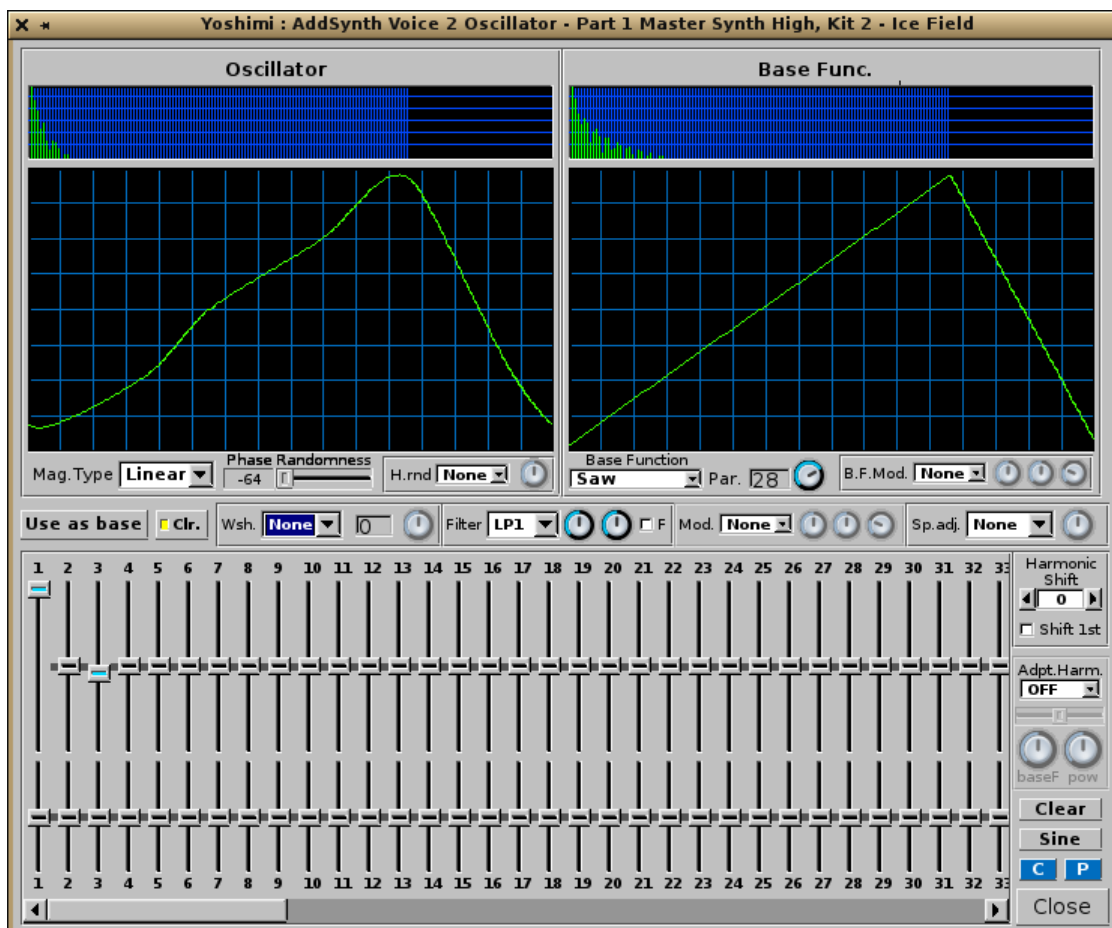 Yoshimi : AddSynth Voice 2 Oscillator - Part 1 Master Synth High, Kit 2 - Ice Field
Oscillator
Base Func.
Mag.Type Linear Phase Randomness -64 H.rnd None
Base Function Saw Par. 28 B.F.Mod. None
Use as base Clr. Wsh. None 0 Filter LP1 F Mod. None Sp.adj. None
1 2 3 4 5 6 7 8 9 10 11 12 13 14 15 16 17 18 19 20 21 22 23 24 25 26 27 28 29 30 31 32 33
Harmonic
Shift
0
Shift 1st
Adpt.Harm.
OFF
baseF pow
Clear
Sine
C P
Close
1 2 3 4 5 6 7 8 9 10 11 12 13 14 15 16 17 18 19 20 21 22 23 24 25 26 27 28 29 30 31 32 33